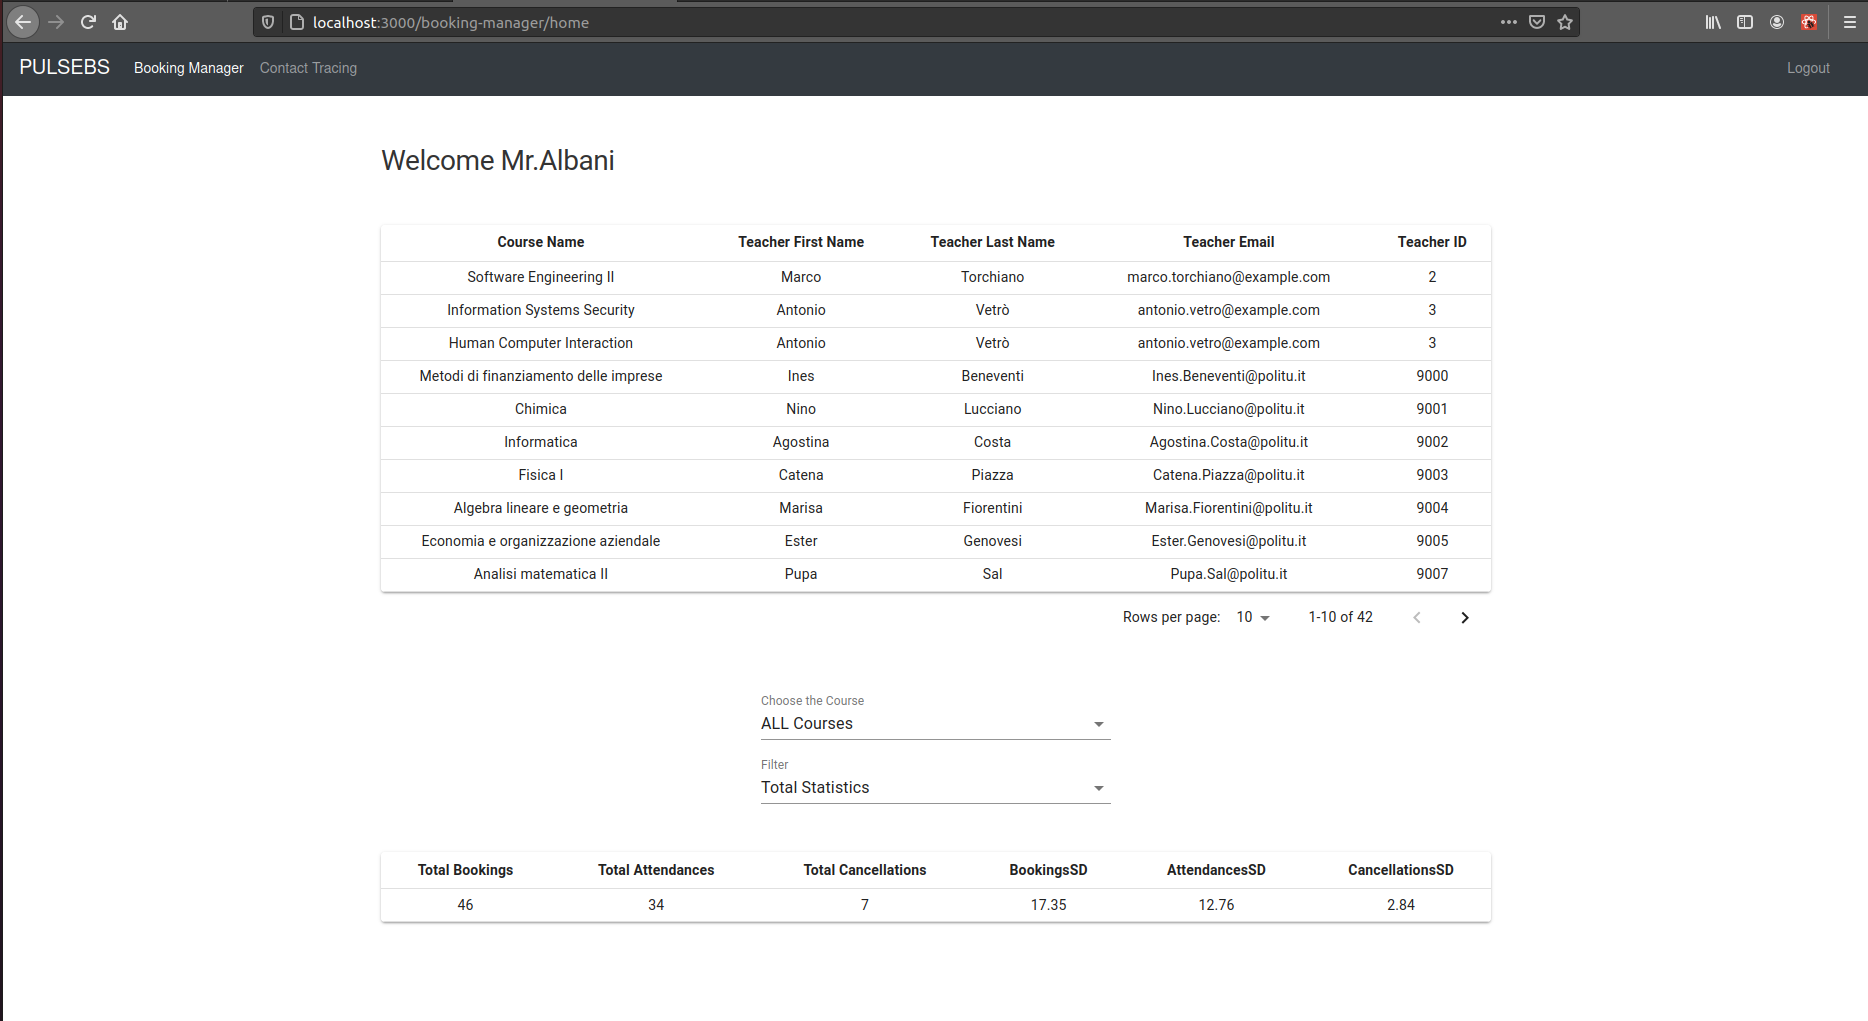 localhost:3000/booking-manager/home
PULSEBS Booking Manager Contact Tracing Logout
Welcome Mr.Albani
Course Name Teacher First Name Teacher Last Name Teacher Email Teacher ID
Software Engineering II Marco Torchiano marco.torchiano@example.com 2
Information Systems Security Antonio Vetrò antonio.vetro@example.com 3
Human Computer Interaction Antonio Vetrò antonio.vetro@example.com 3
Metodi di finanziamento delle imprese Ines Beneventi Ines.Beneventi@politu.it 9000
Chimica Nino Lucciano Nino.Lucciano@politu.it 9001
Informatica Agostina Costa Agostina.Costa@politu.it 9002
Fisica I Catena Piazza Catena.Piazza@politu.it 9003
Algebra lineare e geometria Marisa Fiorentini Marisa.Fiorentini@politu.it 9004
Economia e organizzazione aziendale Ester Genovesi Ester.Genovesi@politu.it 9005
Analisi matematica II Pupa Sal Pupa.Sal@politu.it 9007
Rows per page: 10 1-10 of 42
Choose the Course
ALL Courses
Filter
Total Statistics
Total Bookings Total Attendances Total Cancellations BookingsSD AttendancesSD CancellationsSD
46 34 7 17.35 12.76 2.84